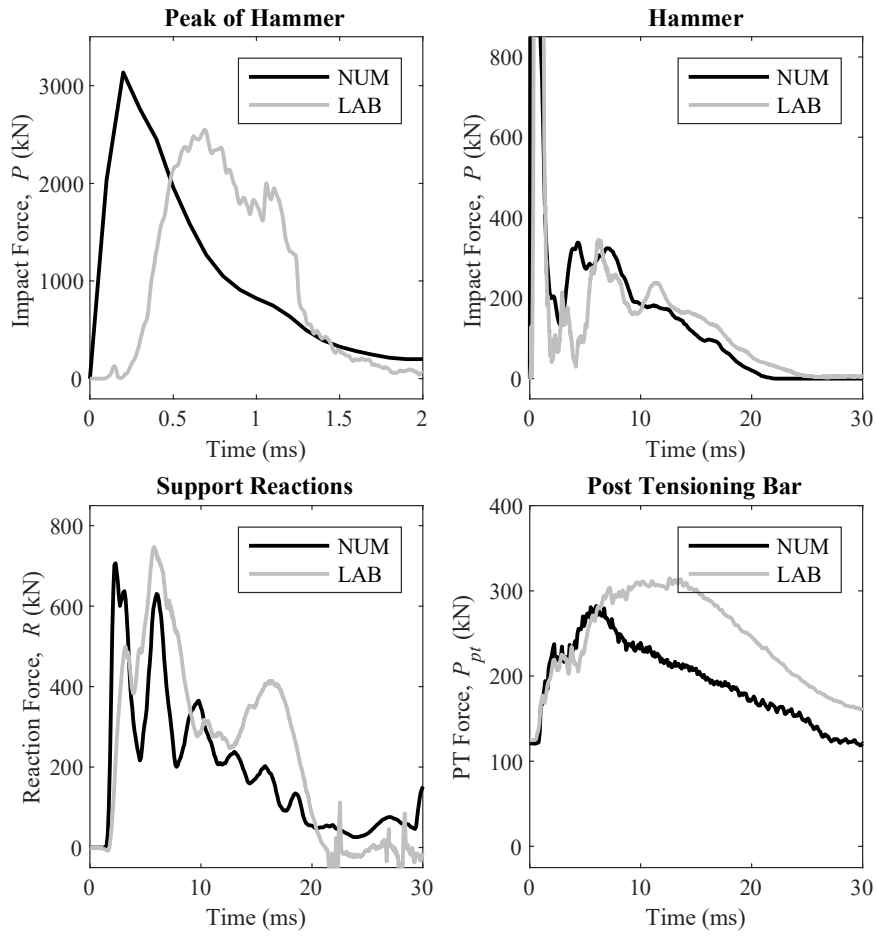 Peak of Hammer
Impact Force, P (kN)
3000
2000
1000
0
NUM
LAB
0 0.5 1 1.5 2
Time (ms)
Hammer
Impact Force, P (kN)
800
600
400
200
0
NUM
LAB
0 10 20 30
Time (ms)
Support Reactions
Reaction Force, R (kN)
800
600
400
200
0
NUM
LAB
0 10 20 30
Time (ms)
Post Tensioning Bar
PT Force, P_pt (kN)
400
300
200
100
0
NUM
LAB
0 10 20 30
Time (ms)